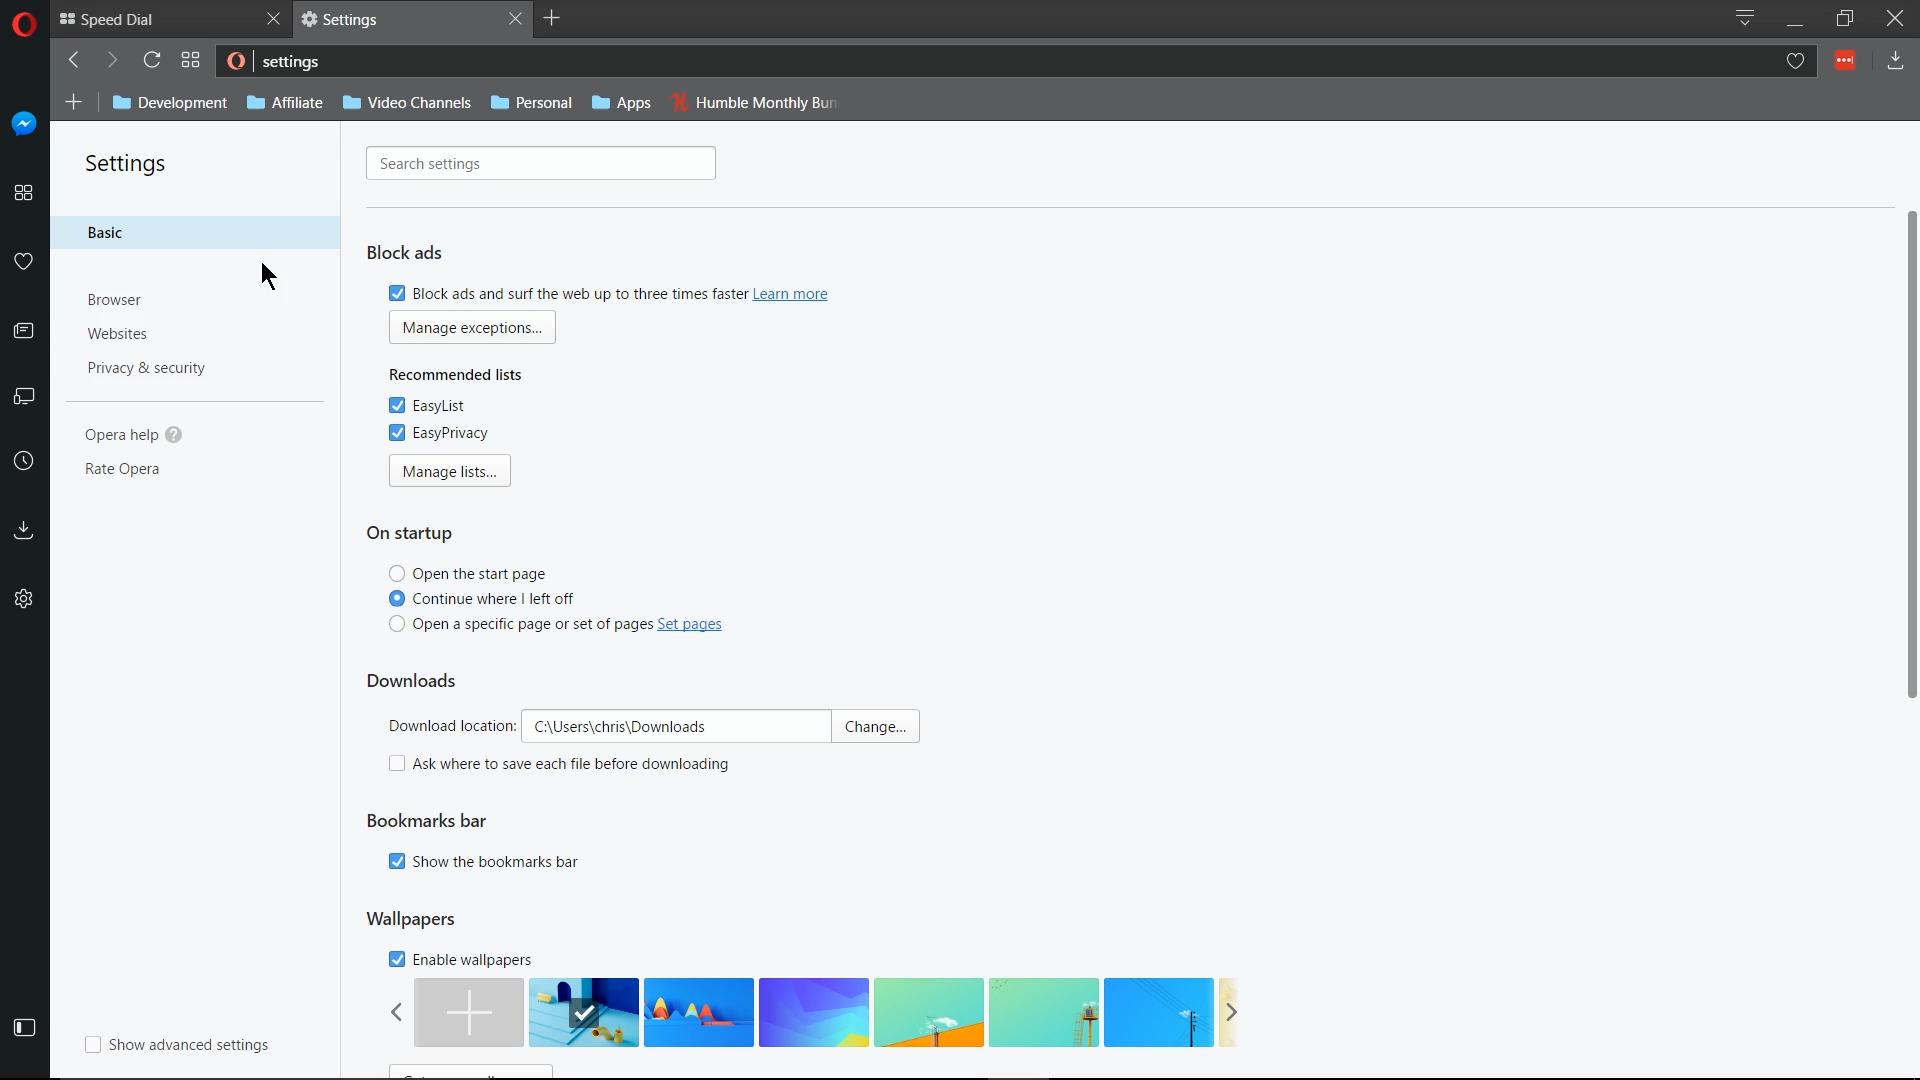 Speed Dial
Settings
settings
Development
Affiliate
Video Channels
Personal
Apps
Humble Monthly Bun
Settings
Basic
Browser
Websites
Privacy & security
Opera help ?
Rate Opera
Show advanced settings
Search settings
Block ads
Block ads and surf the web up to three times faster Learn more
Manage exceptions...
Recommended lists
EasyList
EasyPrivacy
Manage lists...
On startup
Open the start page
Continue where I left off
Open a specific page or set of pages Set pages
Downloads
Download location: C:\Users\chris\Downloads Change...
Ask where to save each file before downloading
Bookmarks bar
Show the bookmarks bar
Wallpapers
Enable wallpapers